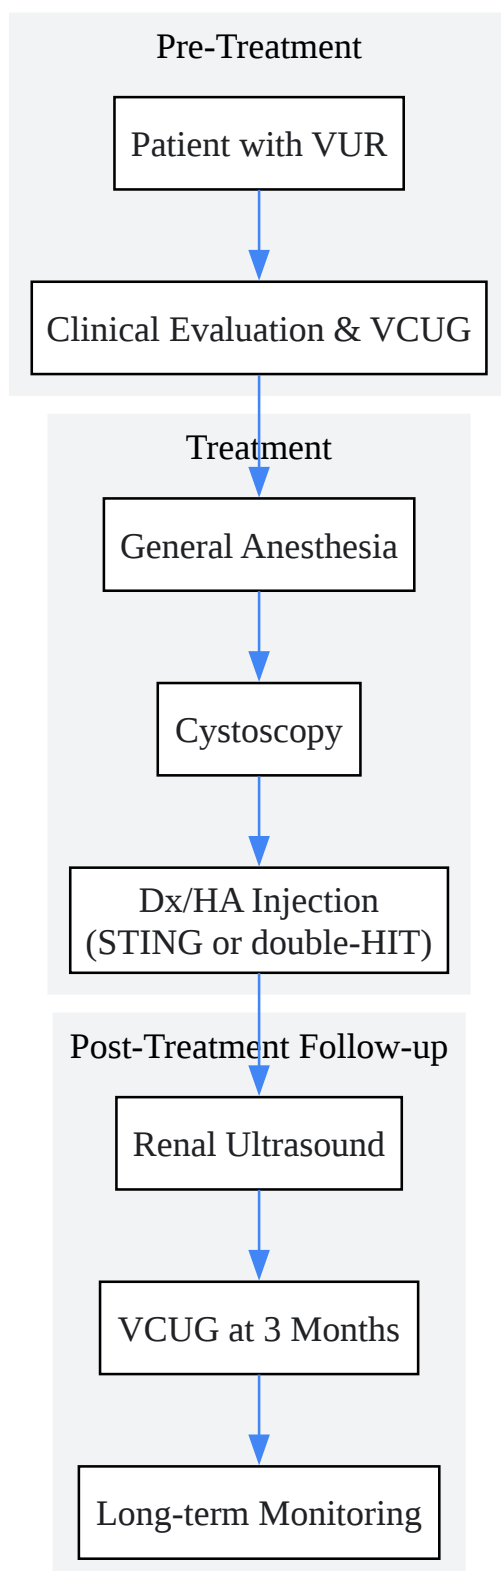 Pre-Treatment
Patient with VUR
Clinical Evaluation & VCUG
Treatment
General Anesthesia
Cystoscopy
Dx/HA Injection
(STING or double-HIT)
Post-Treatment Follow-up
Renal Ultrasound
VCUG at 3 Months
Long-term Monitoring